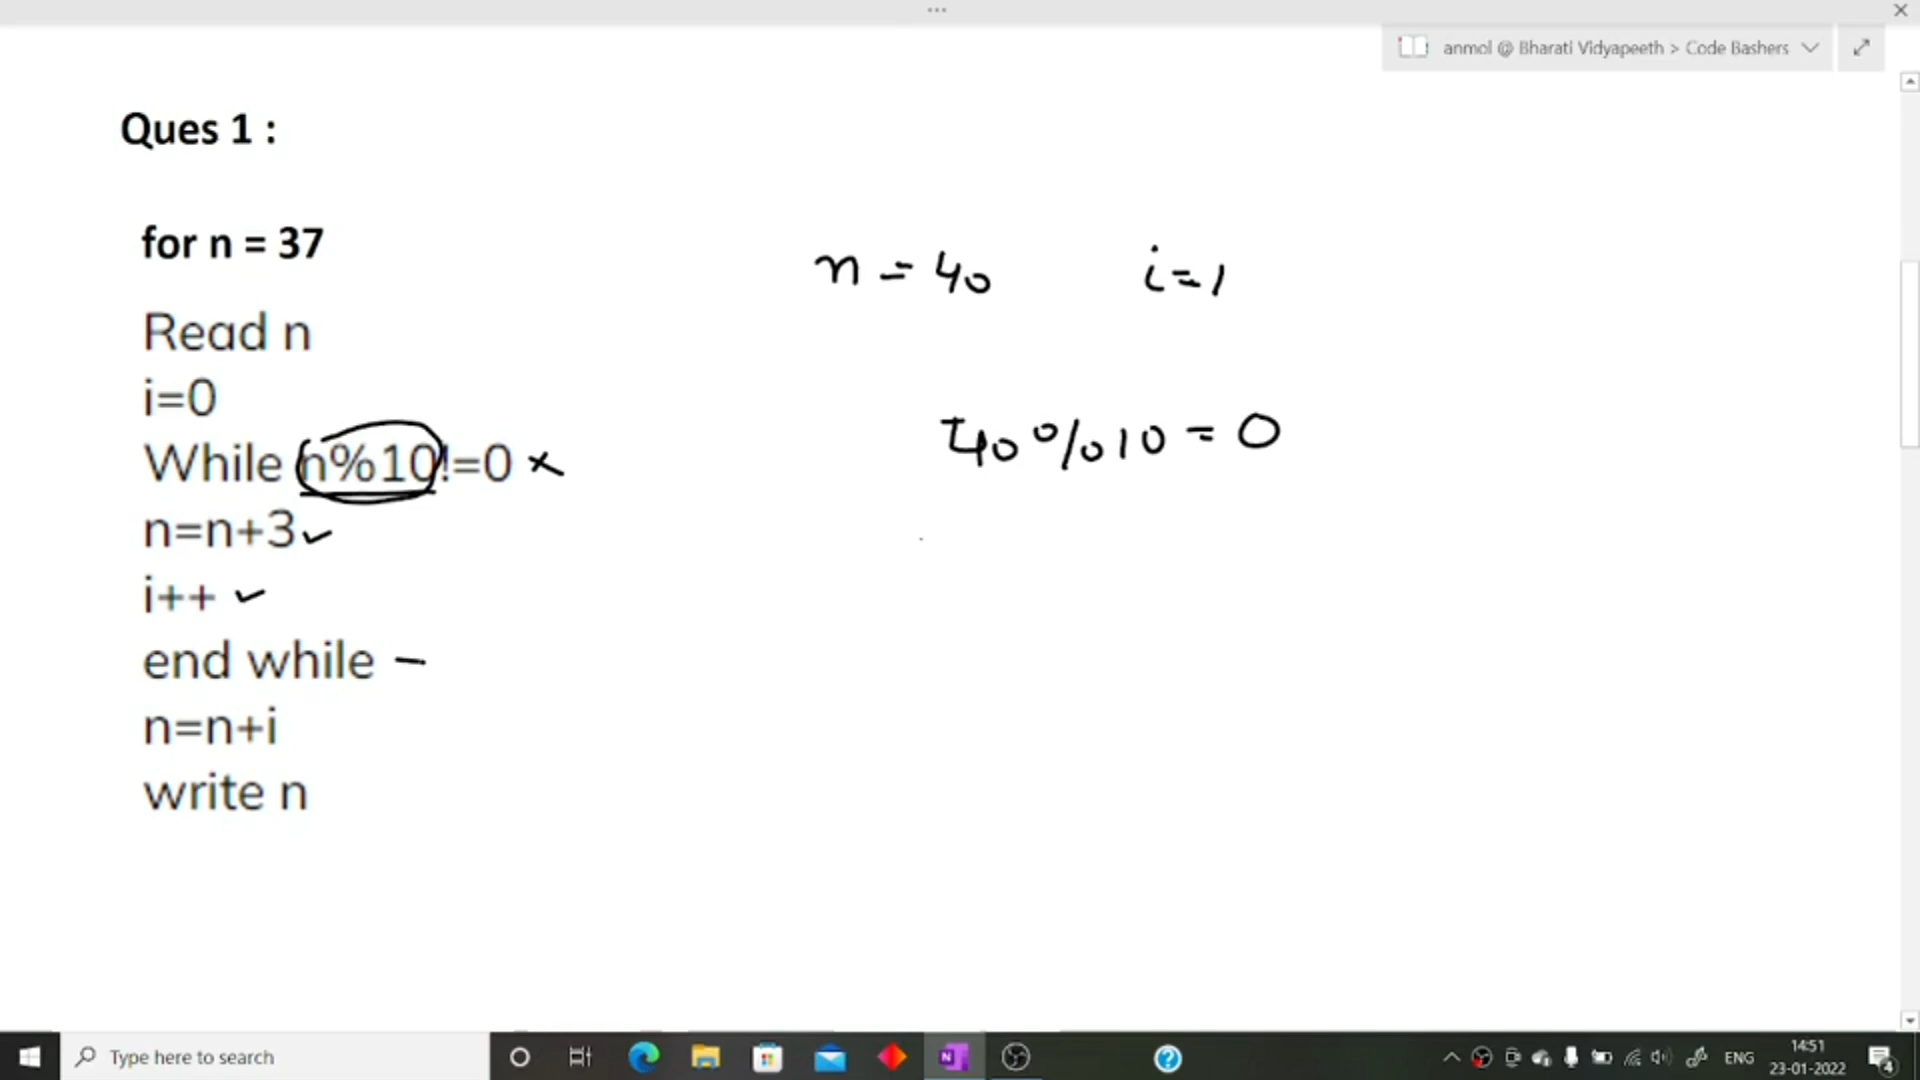 anmol @ Bharati Vidyapeeth > Code Bashers
Ques 1 :
for n = 37
n = 40 i=1
Read n
i=0
40%10 = 0
While n%10!=0
n=n+3
i++
end while
n=n+i
write n
Type here to search
ENG
14:51
23-01-2022
4